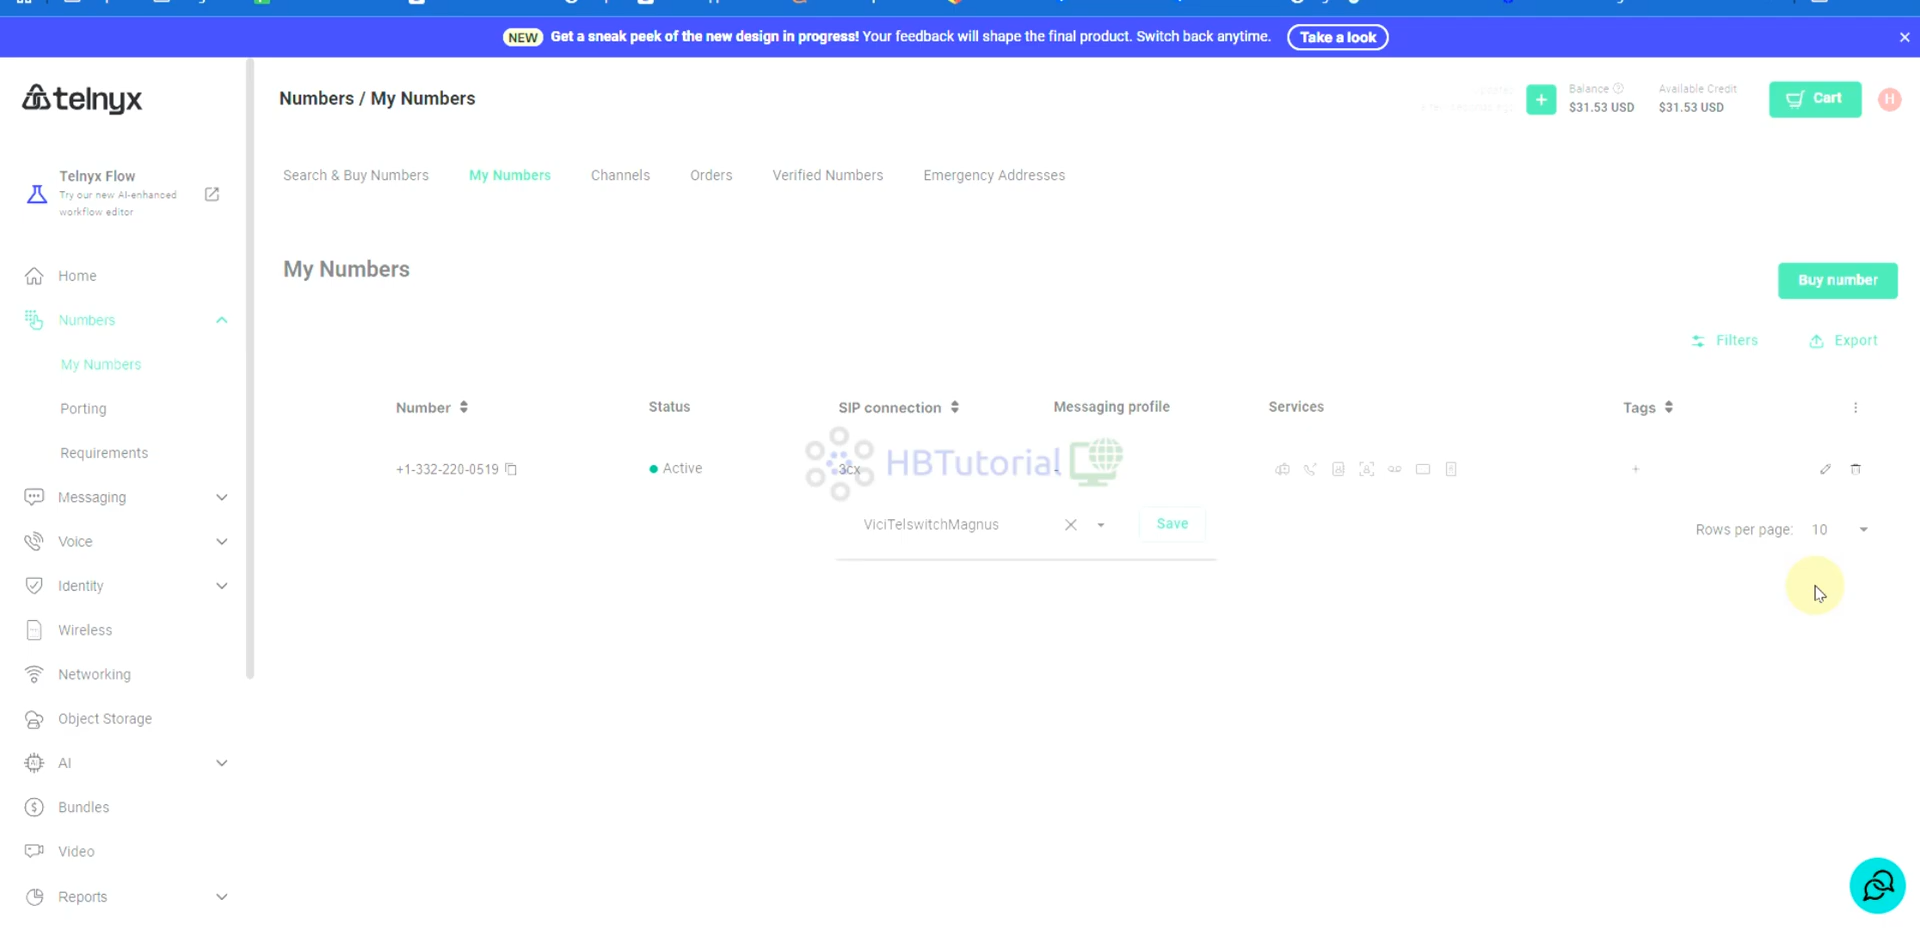 NEW Get a sneak peek of the new design in progress! Your feedback will shape the final product. Switch back anytime. Take a look
telnyx
Numbers / My Numbers
Balance
$31.53 USD
Available Credit
$31.53 USD
Cart
H
Telnyx Flow
Try our new AI-enhanced
workflow editor
Search & Buy Numbers My Numbers Channels Orders Verified Numbers Emergency Addresses
My Numbers
Buy number
Filters Export
Home
Numbers
My Numbers
Porting
Requirements
Messaging
Voice
Identity
Wireless
Networking
Object Storage
AI
Bundles
Video
Reports
Number Status SIP connection Messaging profile Services Tags
+1-332-220-0519 Active 3cx - +
HBTutorial
ViciTelswitchMagnus Save
Rows per page: 10